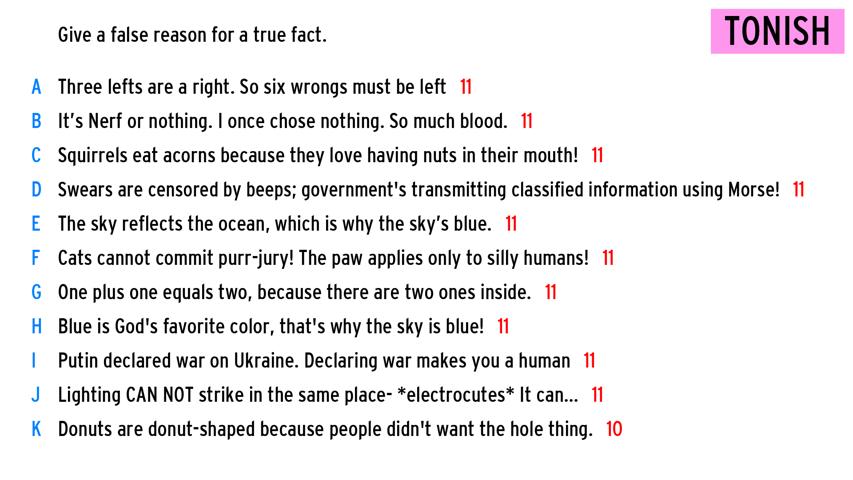 Give a false reason for a true fact.
TONISH
A Three lefts are a right. So six wrongs must be left 11
B It's Nerf or nothing. I once chose nothing. So much blood. 11
C Squirrels eat acorns because they love having nuts in their mouth! 11
D Swears are censored by beeps; government's transmitting classified information using Morse! 11
E The sky reflects the ocean, which is why the sky's blue. 11
F Cats cannot commit purr-jury! The paw applies only to silly humans! 11
G One plus one equals two, because there are two ones inside. 11
H Blue is God's favorite color, that's why the sky is blue! 11
I Putin declared war on Ukraine. Declaring war makes you a human 11
J Lighting CAN NOT strike in the same place- *electrocutes* It can... 11
K Donuts are donut-shaped because people didn't want the hole thing. 10